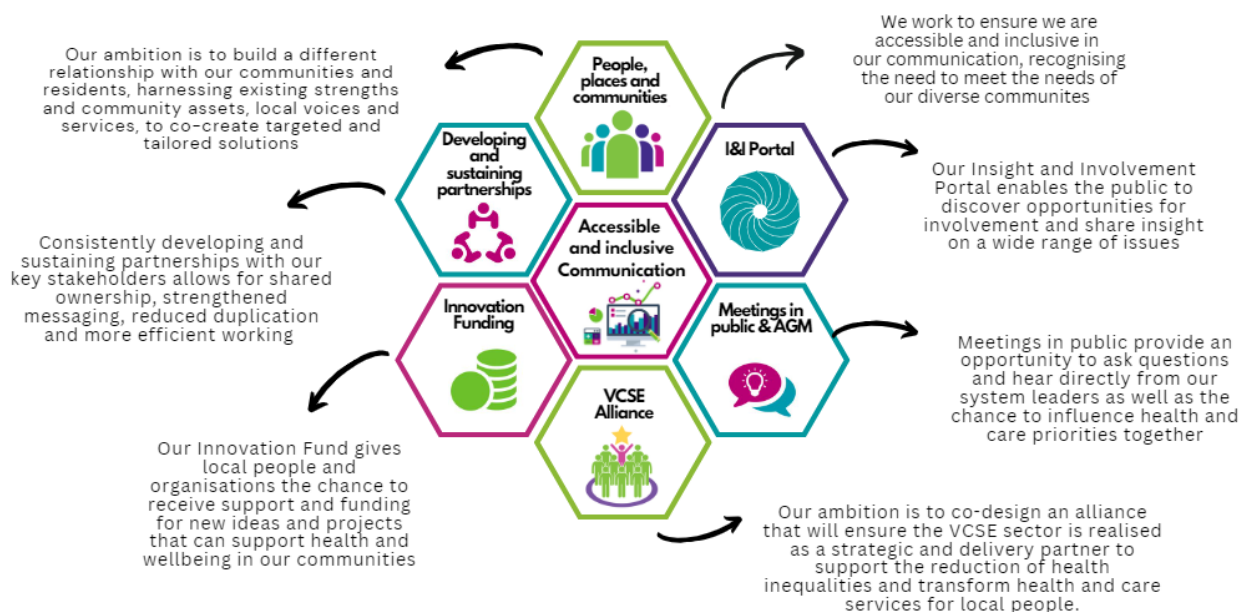 Our ambition is to build a different
relationship with our communities and
residents, harnessing existing strengths
and community assets, local voices and
services, to co-create targeted and
tailored solutions
People,
places and
communities
We work to ensure we are
accessible and inclusive in
our communication, recognising
the need to meet the needs of
our diverse communites
Developing
and
sustaining
partnerships
I&I Portal
Our Insight and Involvement
Portal enables the public to
discover opportunities for
involvement and share insight
on a wide range of issues
Consistently developing and
sustaining partnerships with our
key stakeholders allows for shared
ownership, strengthened
messaging, reduced duplication
and more efficient working
Accessible
and inclusive
Communication
Innovation
Funding
Meetings in
public & AGM
Meetings in public provide an
opportunity to ask questions
and hear directly from our
system leaders as well as the
chance to influence health and
care priorities together
VCSE
Alliance
Our Innovation Fund gives
local people and
organisations the chance to
receive support and funding
for new ideas and projects
that can support health and
wellbeing in our communities
Our ambition is to co-design an alliance
that will ensure the VCSE sector is realised
as a strategic and delivery partner to
support the reduction of health
inequalities and transform health and care
services for local people.